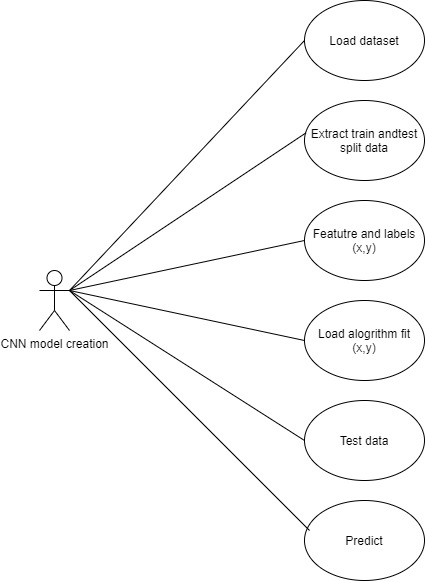 Load dataset
Extract train andtest
split data
Featutre and labels
(x,y)
Load alogrithm fit
(x,y)
CNN model creation
Test data
Predict